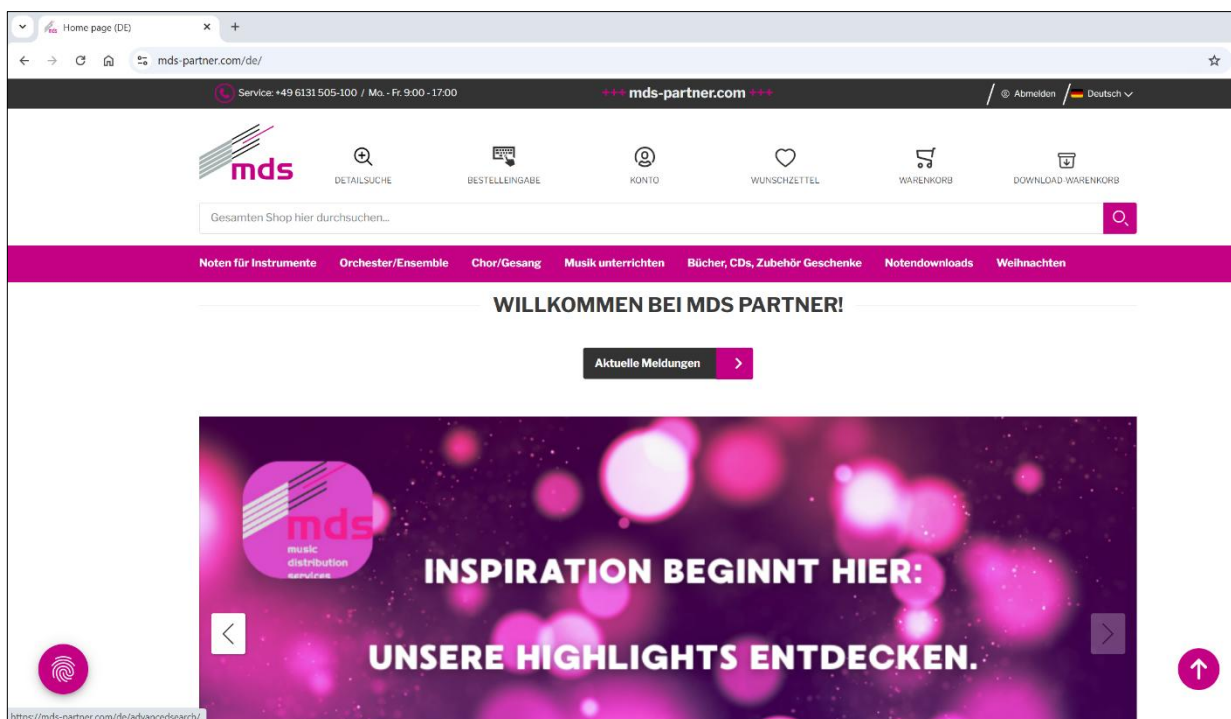 Home page (DE)
mds-partner.com/de/
Service: +49 6131 505-100 / Mo. - Fr. 9:00 - 17:00
+++ mds-partner.com +++
Abmelden
Deutsch
mds
DETAILSUCHE
BESTELLEINGABE
KONTO
WUNSCHZETTEL
WARENKORB
DOWNLOAD-WARENKORB
Gesamten Shop hier durchsuchen...
Noten für Instrumente Orchester/Ensemble Chor/Gesang Musik unterrichten Bücher, CDs, Zubehör Geschenke Notendownloads Weihnachten
WILLKOMMEN BEI MDS PARTNER!
Aktuelle Meldungen
mds
music
distribution
services
INSPIRATION BEGINNT HIER:
UNSERE HIGHLIGHTS ENTDECKEN.
https://mds-partner.com/de/advancedsearch/